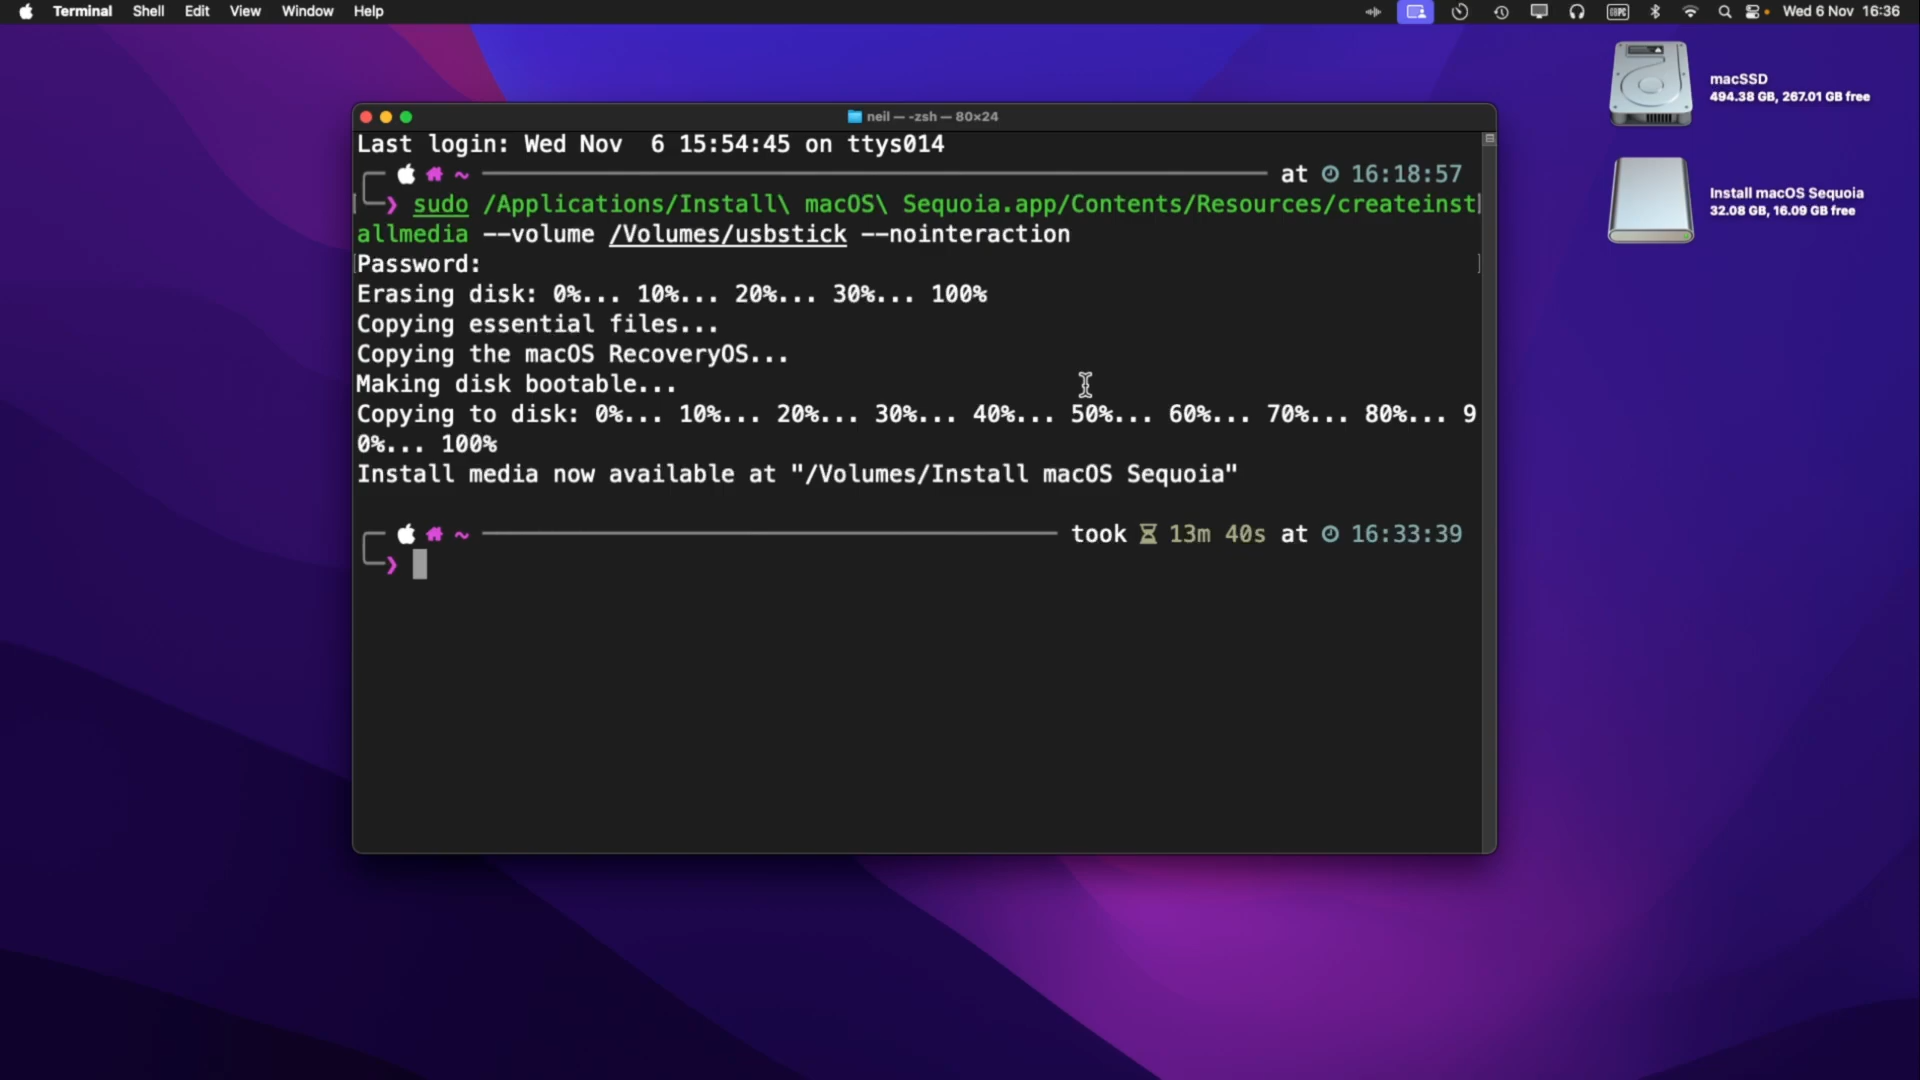 Terminal Shell Edit View Window Help Wed 6 Nov 16:36
macSSD
494.38 GB, 267.01 GB free
Install macOS Sequoia
32.08 GB, 16.09 GB free
neil — -zsh — 80×24
Last login: Wed Nov  6 15:54:45 on ttys014
~ at 16:18:57
❯ sudo /Applications/Install\ macOS\ Sequoia.app/Contents/Resources/createinst
allmedia --volume /Volumes/usbstick --nointeraction
Password:
Erasing disk: 0%... 10%... 20%... 30%... 100%
Copying essential files...
Copying the macOS RecoveryOS...
Making disk bootable...
Copying to disk: 0%... 10%... 20%... 30%... 40%... 50%... 60%... 70%... 80%... 9
0%... 100%
Install media now available at "/Volumes/Install macOS Sequoia"
~ took 13m 40s at 16:33:39
❯